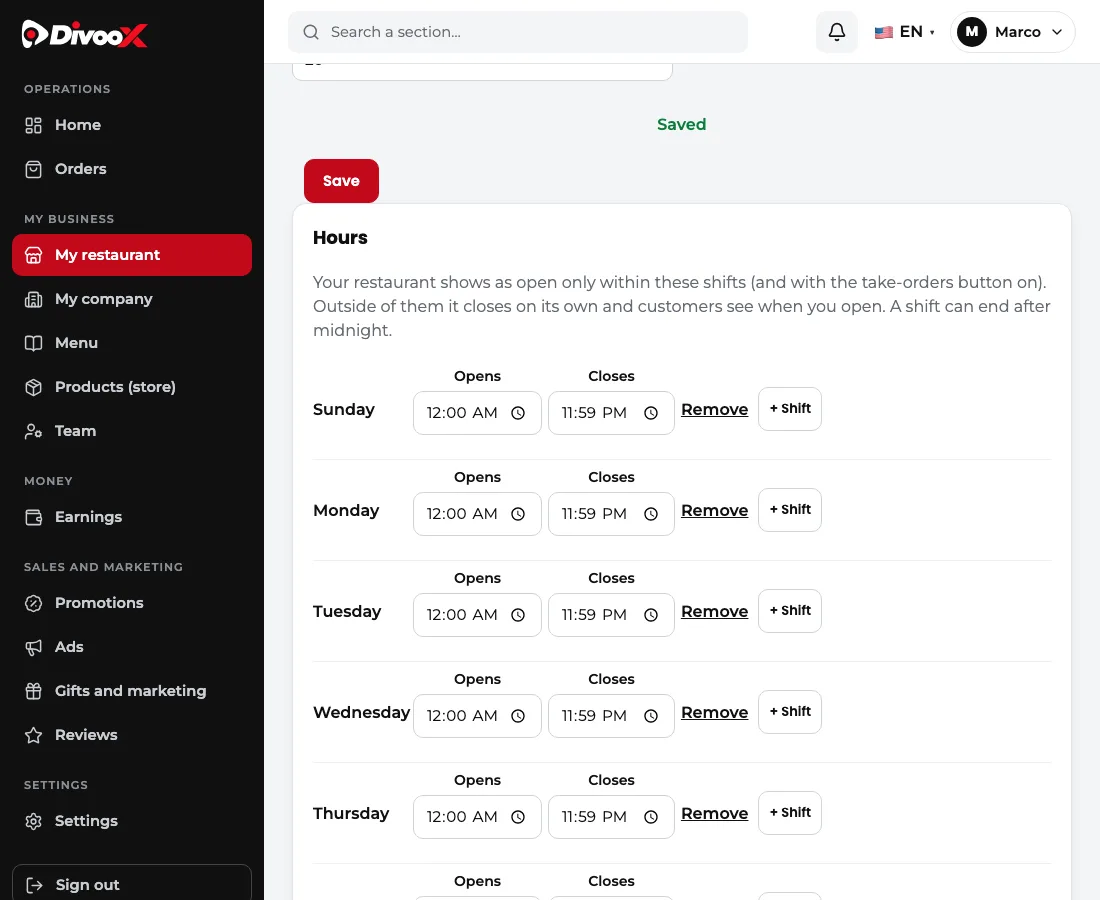 DivooX
Search a section...
EN
M
Marco
OPERATIONS
Home
Orders
MY BUSINESS
My restaurant
My company
Menu
Products (store)
Team
MONEY
Earnings
SALES AND MARKETING
Promotions
Ads
Gifts and marketing
Reviews
SETTINGS
Settings
Sign out
Saved
Save
Hours
Your restaurant shows as open only within these shifts (and with the take-orders button on).
Outside of them it closes on its own and customers see when you open. A shift can end after
midnight.
Opens Closes
Sunday 12:00 AM 11:59 PM Remove + Shift
Opens Closes
Monday 12:00 AM 11:59 PM Remove + Shift
Opens Closes
Tuesday 12:00 AM 11:59 PM Remove + Shift
Opens Closes
Wednesday 12:00 AM 11:59 PM Remove + Shift
Opens Closes
Thursday 12:00 AM 11:59 PM Remove + Shift
Opens Closes